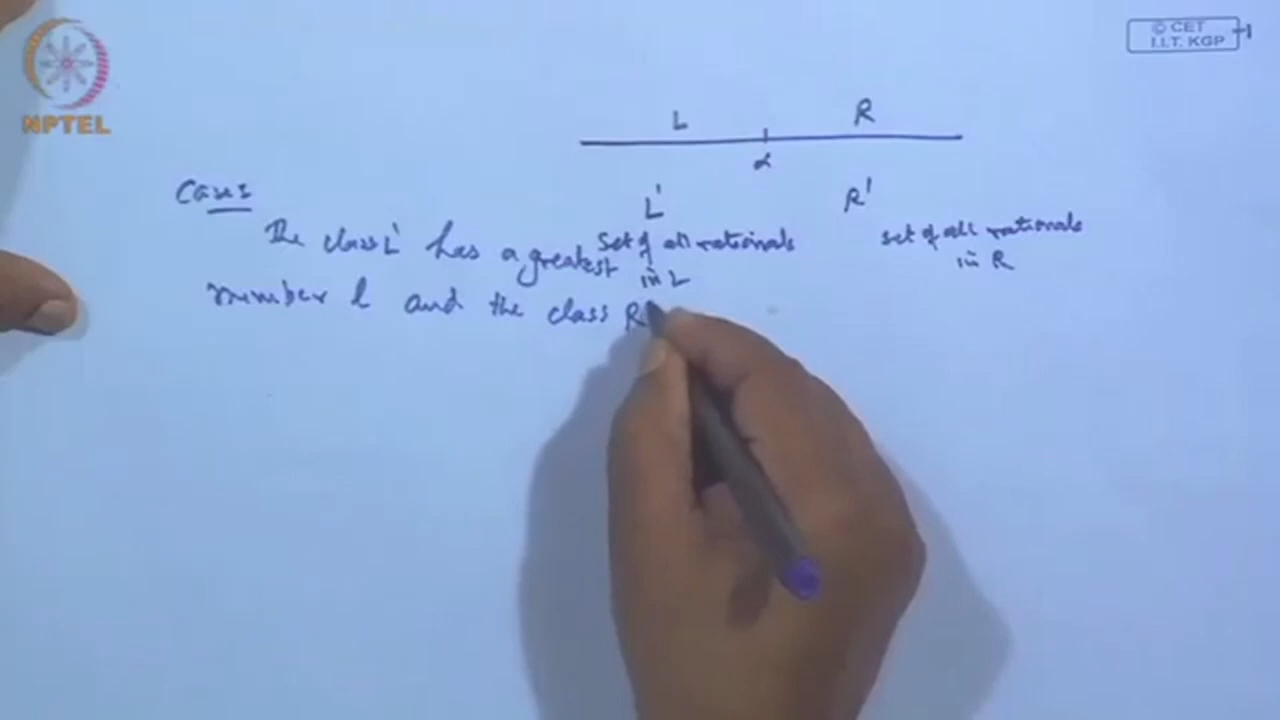 NPTEL
© CET
I.I.T. KGP
L R
α
L' R'
set of all rationals
in L
set of all rationals
in R
Case I
The class L' has a greatest
number l and the class R